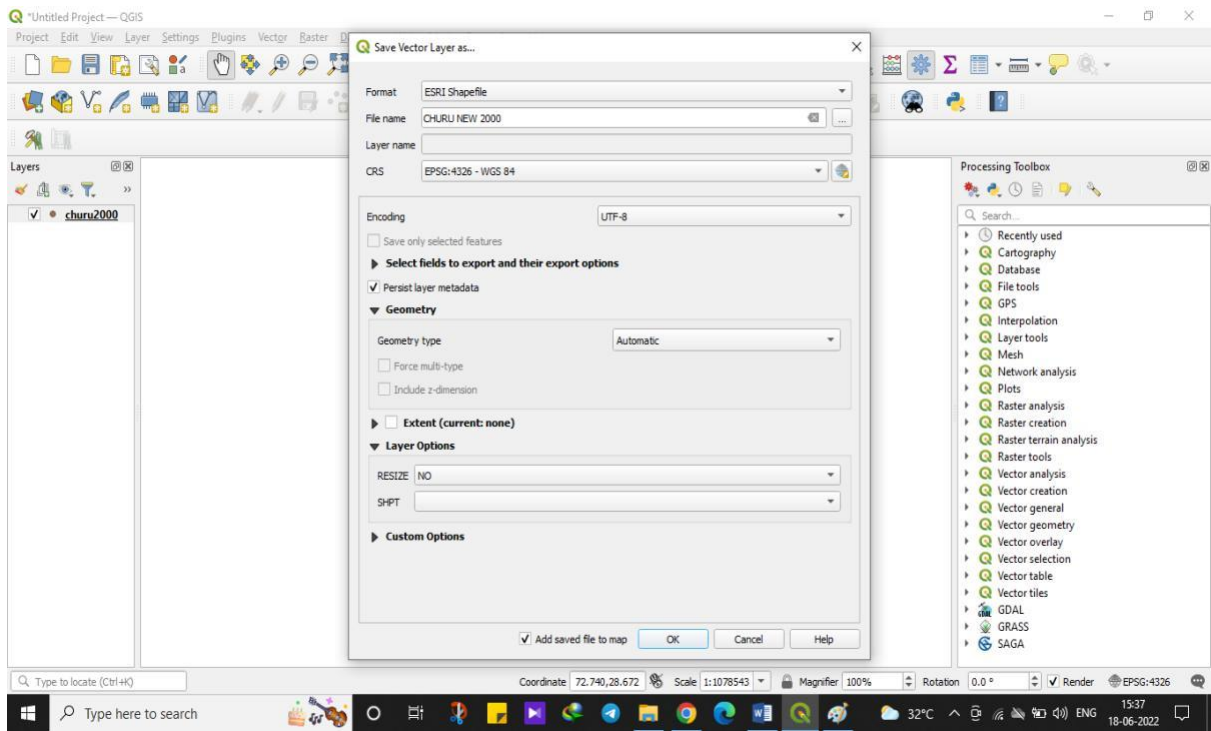 *Untitled Project — QGIS
Project Edit View Layer Settings Plugins Vector Raster D
Save Vector Layer as...
Format ESRI Shapefile
File name CHURU NEW 2000
Layer name
CRS EPSG:4326 - WGS 84
Encoding UTF-8
Save only selected features
Select fields to export and their export options
Persist layer metadata
Geometry
Geometry type Automatic
Force multi-type
Include z-dimension
Extent (current: none)
Layer Options
RESIZE NO
SHPT
Custom Options
Add saved file to map OK Cancel Help
Layers
churu2000
Processing Toolbox
Search...
Recently used
Cartography
Database
File tools
GPS
Interpolation
Layer tools
Mesh
Network analysis
Plots
Raster analysis
Raster creation
Raster terrain analysis
Raster tools
Vector analysis
Vector creation
Vector general
Vector geometry
Vector overlay
Vector selection
Vector table
Vector tiles
GDAL
GRASS
SAGA
Type to locate (Ctrl+K) Coordinate 72.740,28.672 Scale 1:1078543 Magnifier 100% Rotation 0.0 ° Render EPSG:4326
Type here to search 32°C ENG 15:37
18-06-2022